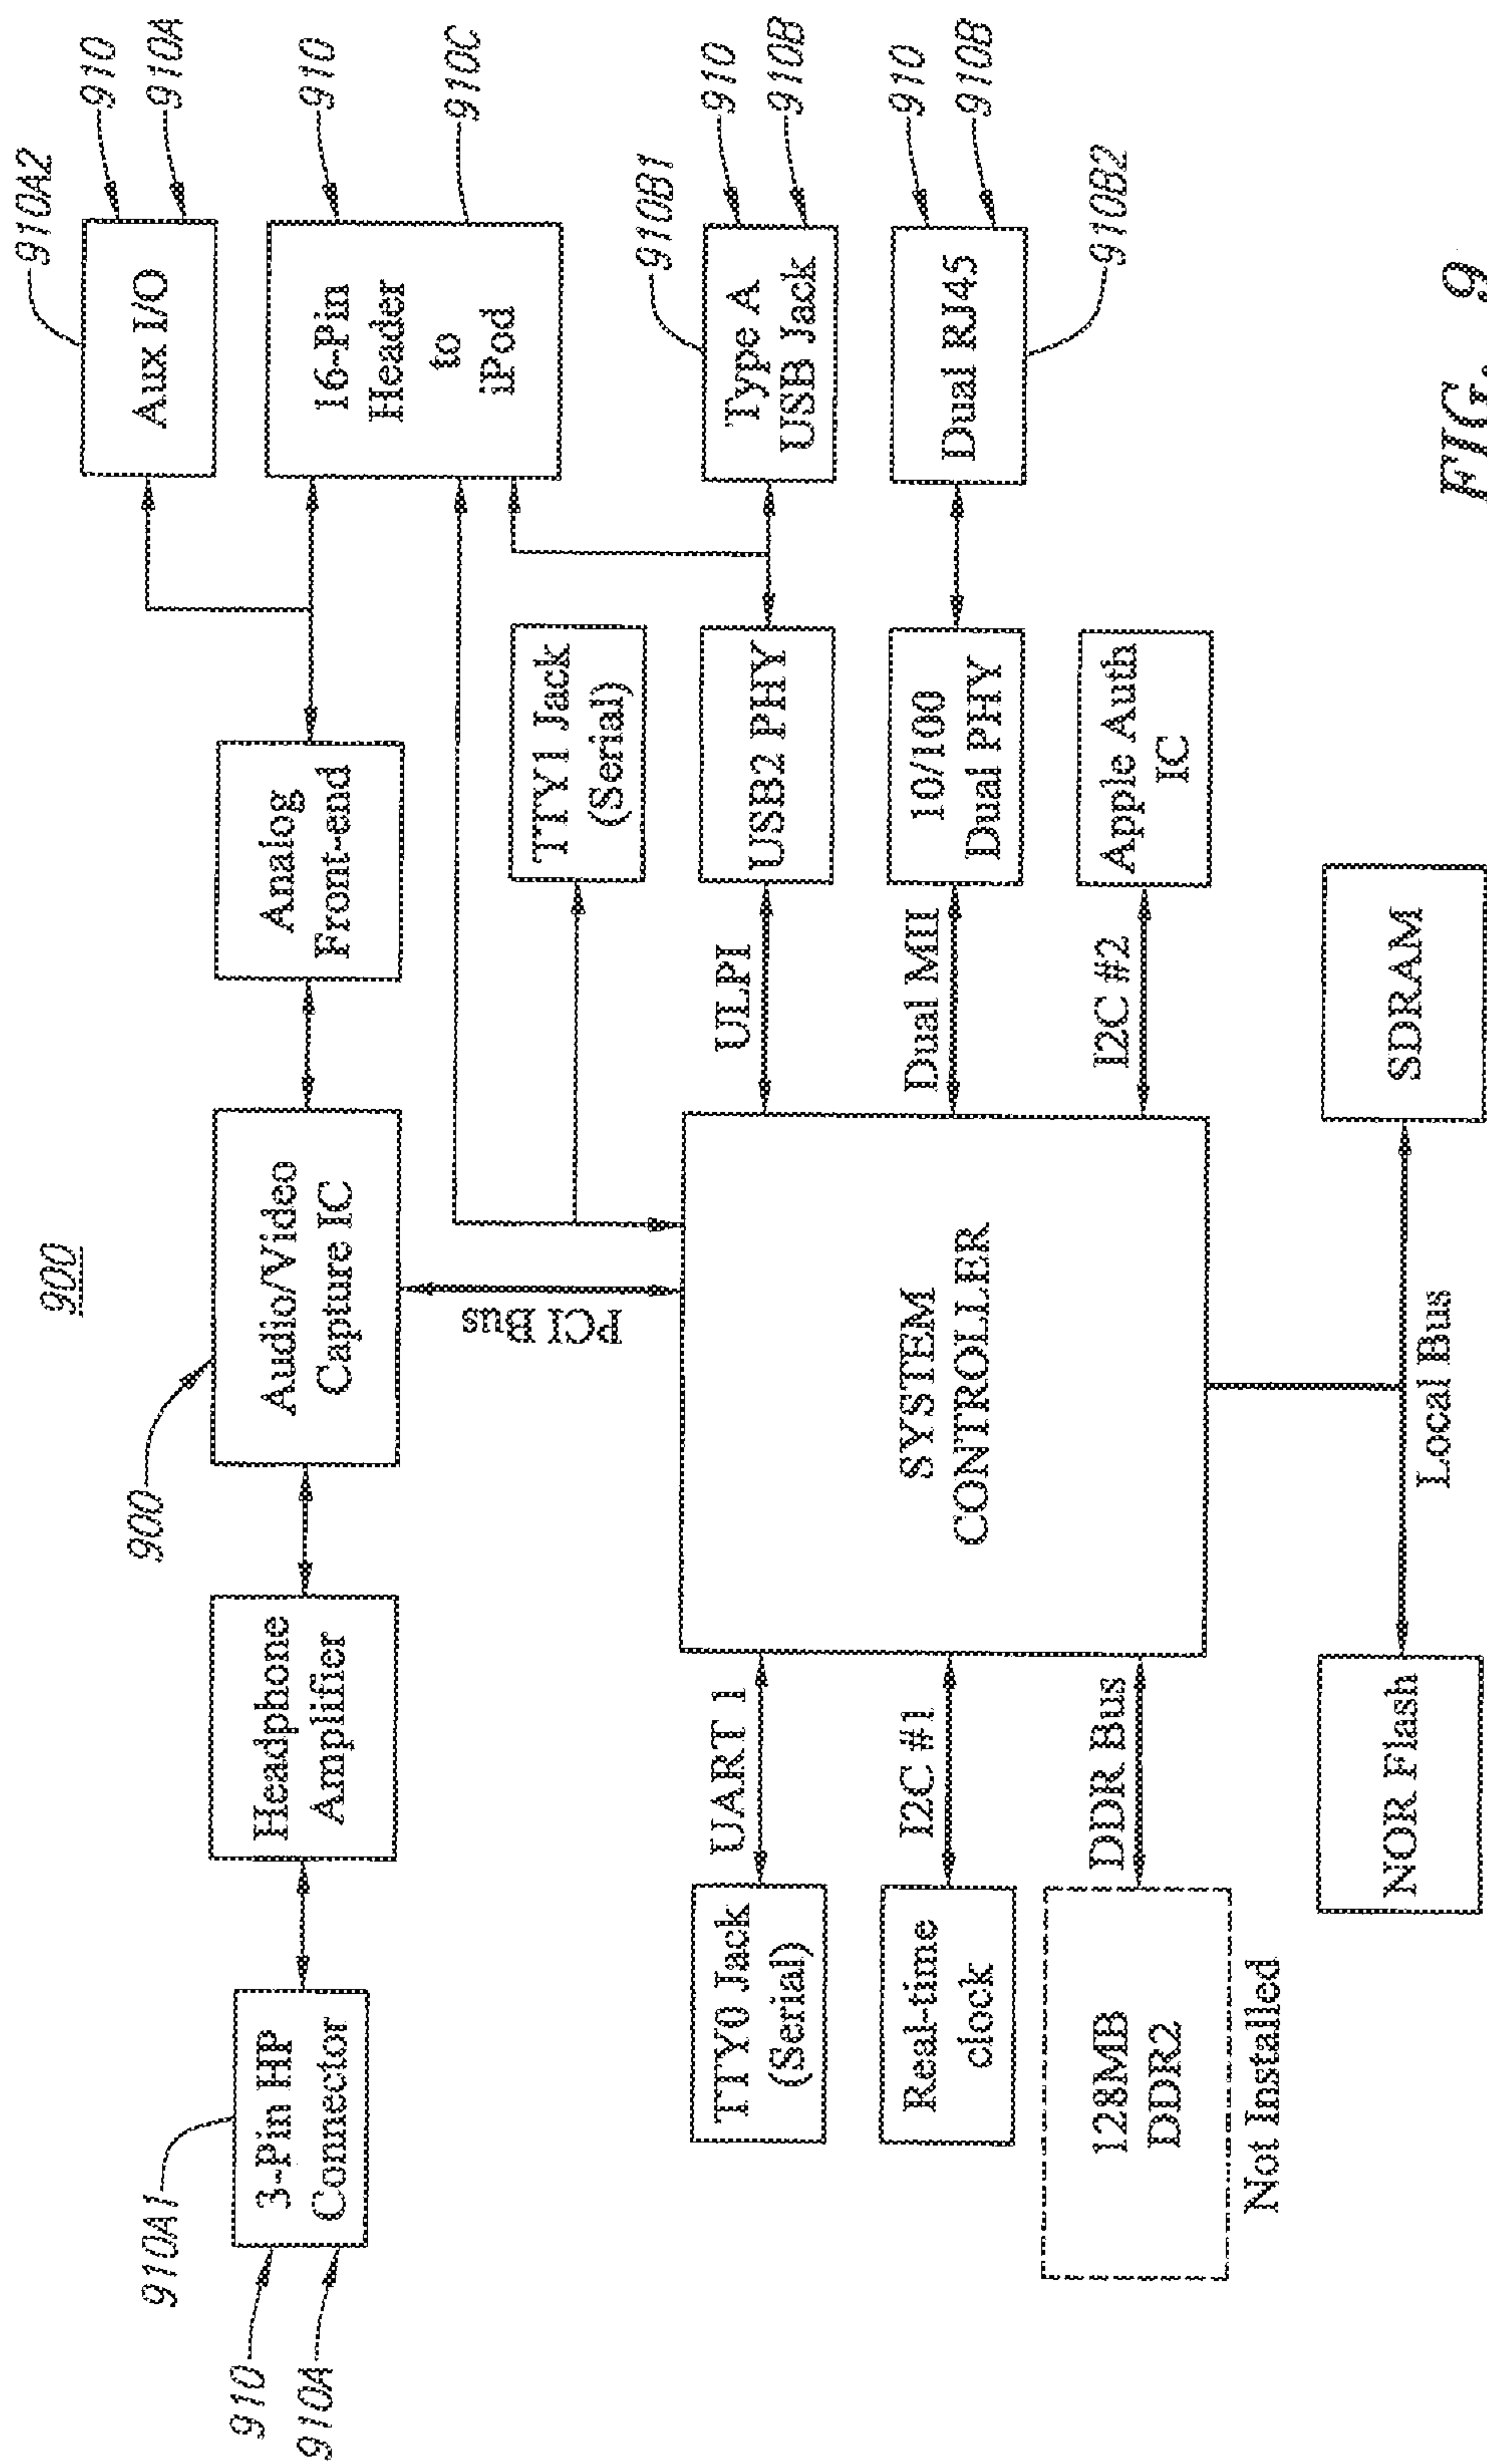 900
910A2
910
910A
900
910A1
910
910A
3-Pin HP
Connector
Headphone
Amplifier
Audio/Video
Capture IC
Analog
Front-end
Aux I/O
910
910C
16-Pin
Header
to
iPod
PCI Bus
TTY1 Jack
(Serial)
910B1
910
910B
UART 1
TTY0 Jack
(Serial)
SYSTEM
CONTROLLER
ULPI
USB2 PHY
Type A
USB Jack
I2C #1
Real-time
clock
Dual MII
10/100
Dual PHY
Dual RJ45
910
910B
910B2
DDR Bus
128MB
DDR2
Not Installed
I2C #2
Apple Auth
IC
NOR Flash
Local Bus
SDRAM
FIG. 9